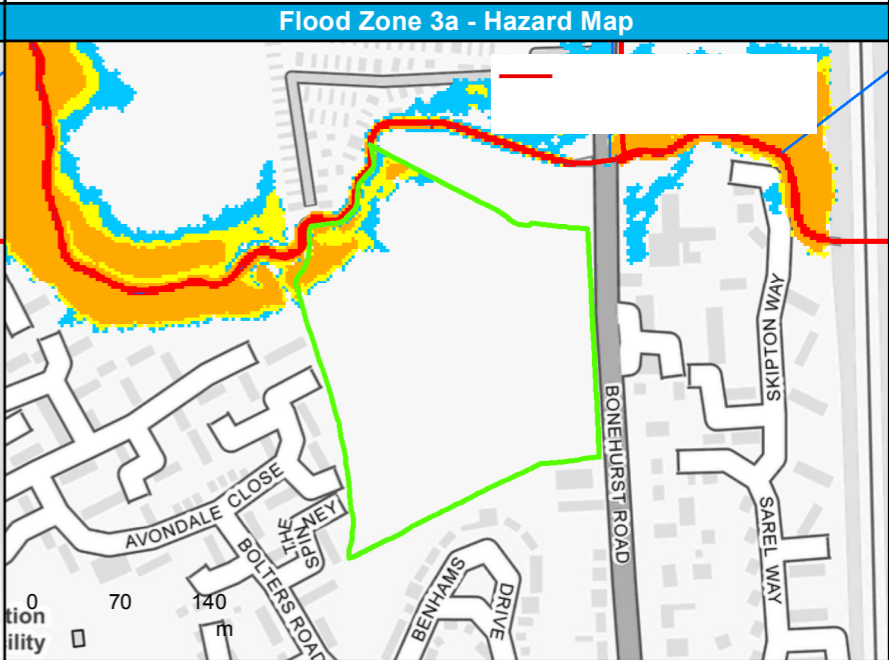 Flood Zone 3a - Hazard Map
SKIPTON WAY
BONEHURST ROAD
AVONDALE CLOSE
THE
SPINNEY
BOLTERS ROAD
BENHAMS
DRIVE
SAREL WAY
0 70 140
m
tion
ility